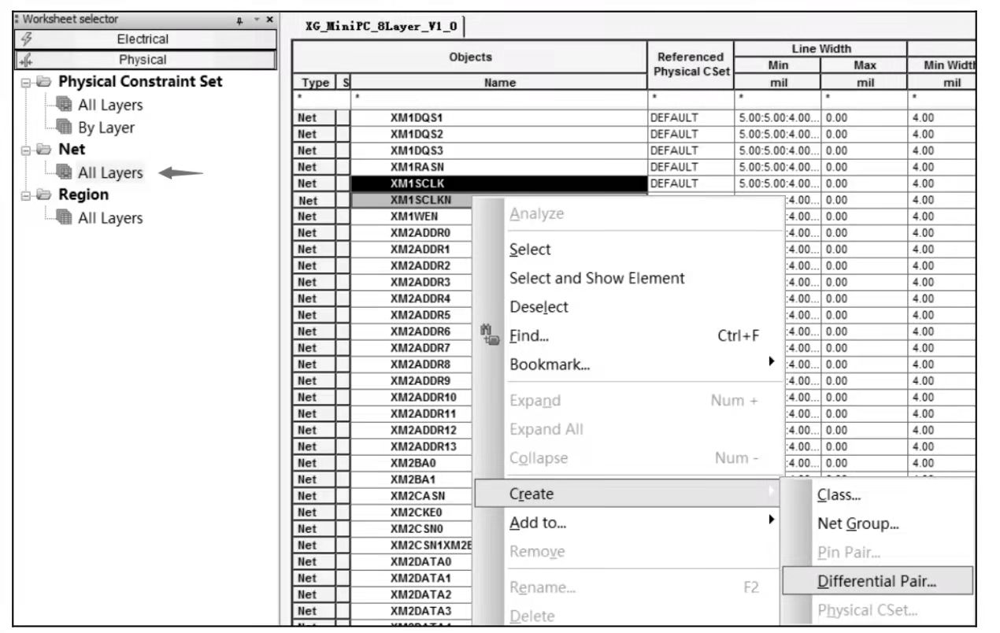 Worksheet selector
Electrical
Physical
Physical Constraint Set
All Layers
By Layer
Net
All Layers
Region
All Layers
XG_MiniPC_8Layer_V1_0
Objects Referenced Physical CSet Line Width
Min Max Min Width
Type S Name mil mil mil
* * * * * *
Net XM1DQS1 DEFAULT 5.00:5.00:4.00... 0.00 4.00
Net XM1DQS2 DEFAULT 5.00:5.00:4.00... 0.00 4.00
Net XM1DQS3 DEFAULT 5.00:5.00:4.00... 0.00 4.00
Net XM1RASN DEFAULT 5.00:5.00:4.00... 0.00 4.00
Net XM1SCLK DEFAULT 5.00:5.00:4.00... 0.00 4.00
Net XM1SCLKN :4.00... 0.00 4.00
Net XM1WEN :4.00... 0.00 4.00
Net XM2ADDR0 :4.00... 0.00 4.00
Net XM2ADDR1 :4.00... 0.00 4.00
Net XM2ADDR2 :4.00... 0.00 4.00
Net XM2ADDR3 :4.00... 0.00 4.00
Net XM2ADDR4 :4.00... 0.00 4.00
Net XM2ADDR5 :4.00... 0.00 4.00
Net XM2ADDR6 :4.00... 0.00 4.00
Net XM2ADDR7 :4.00... 0.00 4.00
Net XM2ADDR8 :4.00... 0.00 4.00
Net XM2ADDR9 :4.00... 0.00 4.00
Net XM2ADDR10 :4.00... 0.00 4.00
Net XM2ADDR11 :4.00... 0.00 4.00
Net XM2ADDR12 :4.00... 0.00 4.00
Net XM2ADDR13 :4.00... 0.00 4.00
Net XM2BA0 :4.00... 0.00 4.00
Net XM2BA1
Net XM2CASN
Net XM2CKE0
Net XM2CSN0
Net XM2CSN1XM2E
Net XM2DATA0
Net XM2DATA1
Net XM2DATA2
Net XM2DATA3
Analyze
Select
Select and Show Element
Deselect
Find... Ctrl+F
Bookmark...
Expand Num +
Expand All
Collapse Num -
Create
Add to...
Remove
Rename... F2
Delete
Class...
Net Group...
Pin Pair...
Differential Pair...
Physical CSet...